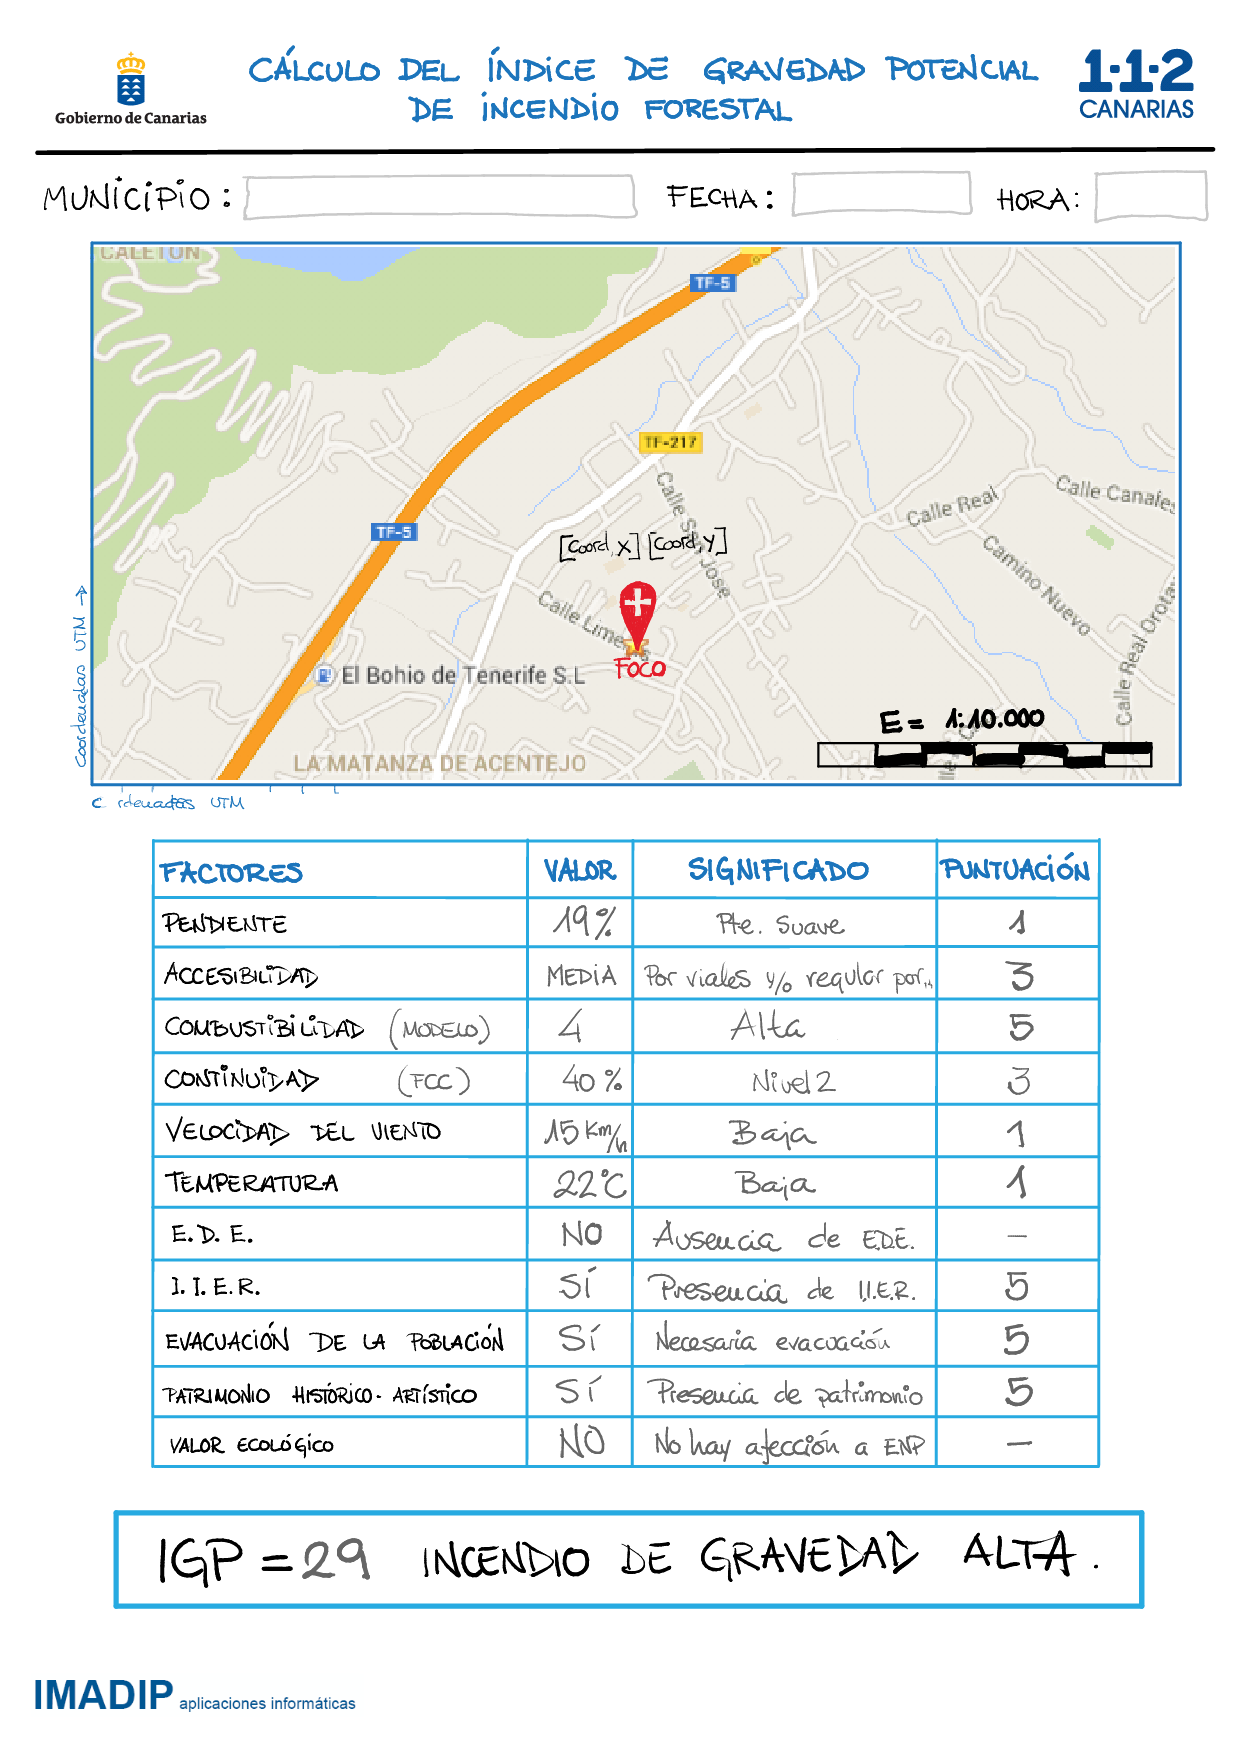 Gobierno de Canarias
CÁLCULO DEL ÍNDICE DE GRAVEDAD POTENCIAL
DE INCENDIO FORESTAL
1·1·2
CANARIAS
MUNICIPIO:
FECHA:
HORA:
CALETÓN
TF-5
TF-217
Calle Real
Calle Canales
TF-5
Calle San Jose
[Coord, X] [Coord, Y]
Camino Nuevo
Calle Limeras
Calle Real Orotava
FOCO
El Bohio de Tenerife S.L
E = 1:10.000
LA MATANZA DE ACENTEJO
Coordenadas UTM →
C rdenadas UTM
FACTORES VALOR SIGNIFICADO PUNTUACIÓN
PENDIENTE 19% Pte. Suave 1
ACCESIBILIDAD MEDIA Por viales y/o regular por... 3
COMBUSTIBILIDAD (MODELO) 4 Alta 5
CONTINUIDAD (FCC) 40% Nivel 2 3
VELOCIDAD DEL VIENTO 15 Km/h Baja 1
TEMPERATURA 22°C Baja 1
E.D.E. NO Ausencia de E.D.E. —
I.I.E.R. SÍ Presencia de I.I.E.R. 5
EVACUACIÓN DE LA POBLACIÓN SÍ Necesaria evacuación 5
PATRIMONIO HISTÓRICO-ARTÍSTICO SÍ Presencia de patrimonio 5
VALOR ECOLÓGICO NO No hay afección a ENP —
IGP = 29 INCENDIO DE GRAVEDAD ALTA.
IMADIP aplicaciones informáticas